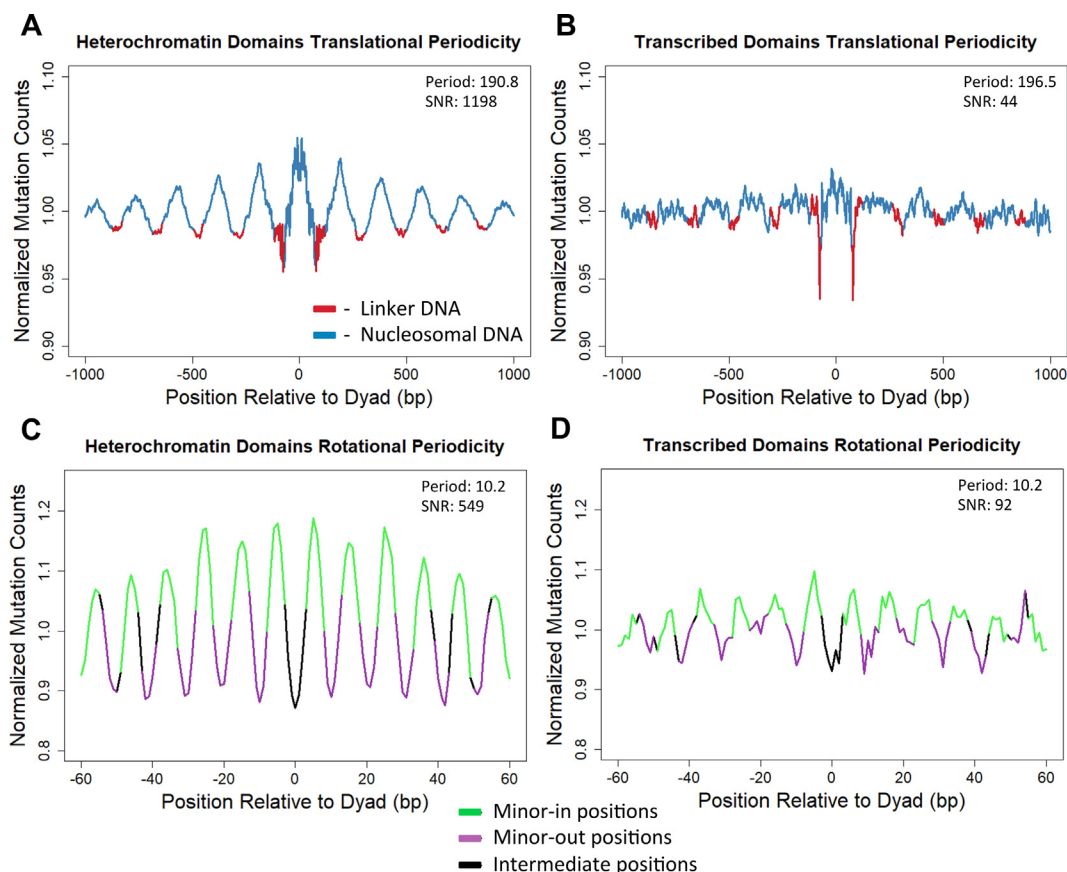 A
Heterochromatin Domains Translational Periodicity
Period: 190.8
SNR: 1198
Normalized Mutation Counts
1.10
1.05
1.00
0.95
0.90
- Linker DNA
- Nucleosomal DNA
-1000
-500
0
500
1000
Position Relative to Dyad (bp)
B
Transcribed Domains Translational Periodicity
Period: 196.5
SNR: 44
Normalized Mutation Counts
1.10
1.05
1.00
0.95
0.90
-1000
-500
0
500
1000
Position Relative to Dyad (bp)
C
Heterochromatin Domains Rotational Periodicity
Period: 10.2
SNR: 549
Normalized Mutation Counts
1.2
1.1
1.0
0.9
0.8
-60
-40
-20
0
20
40
60
Position Relative to Dyad (bp)
D
Transcribed Domains Rotational Periodicity
Period: 10.2
SNR: 92
Normalized Mutation Counts
1.2
1.1
1.0
0.9
0.8
-60
-40
-20
0
20
40
60
Position Relative to Dyad (bp)
Minor-in positions
Minor-out positions
Intermediate positions